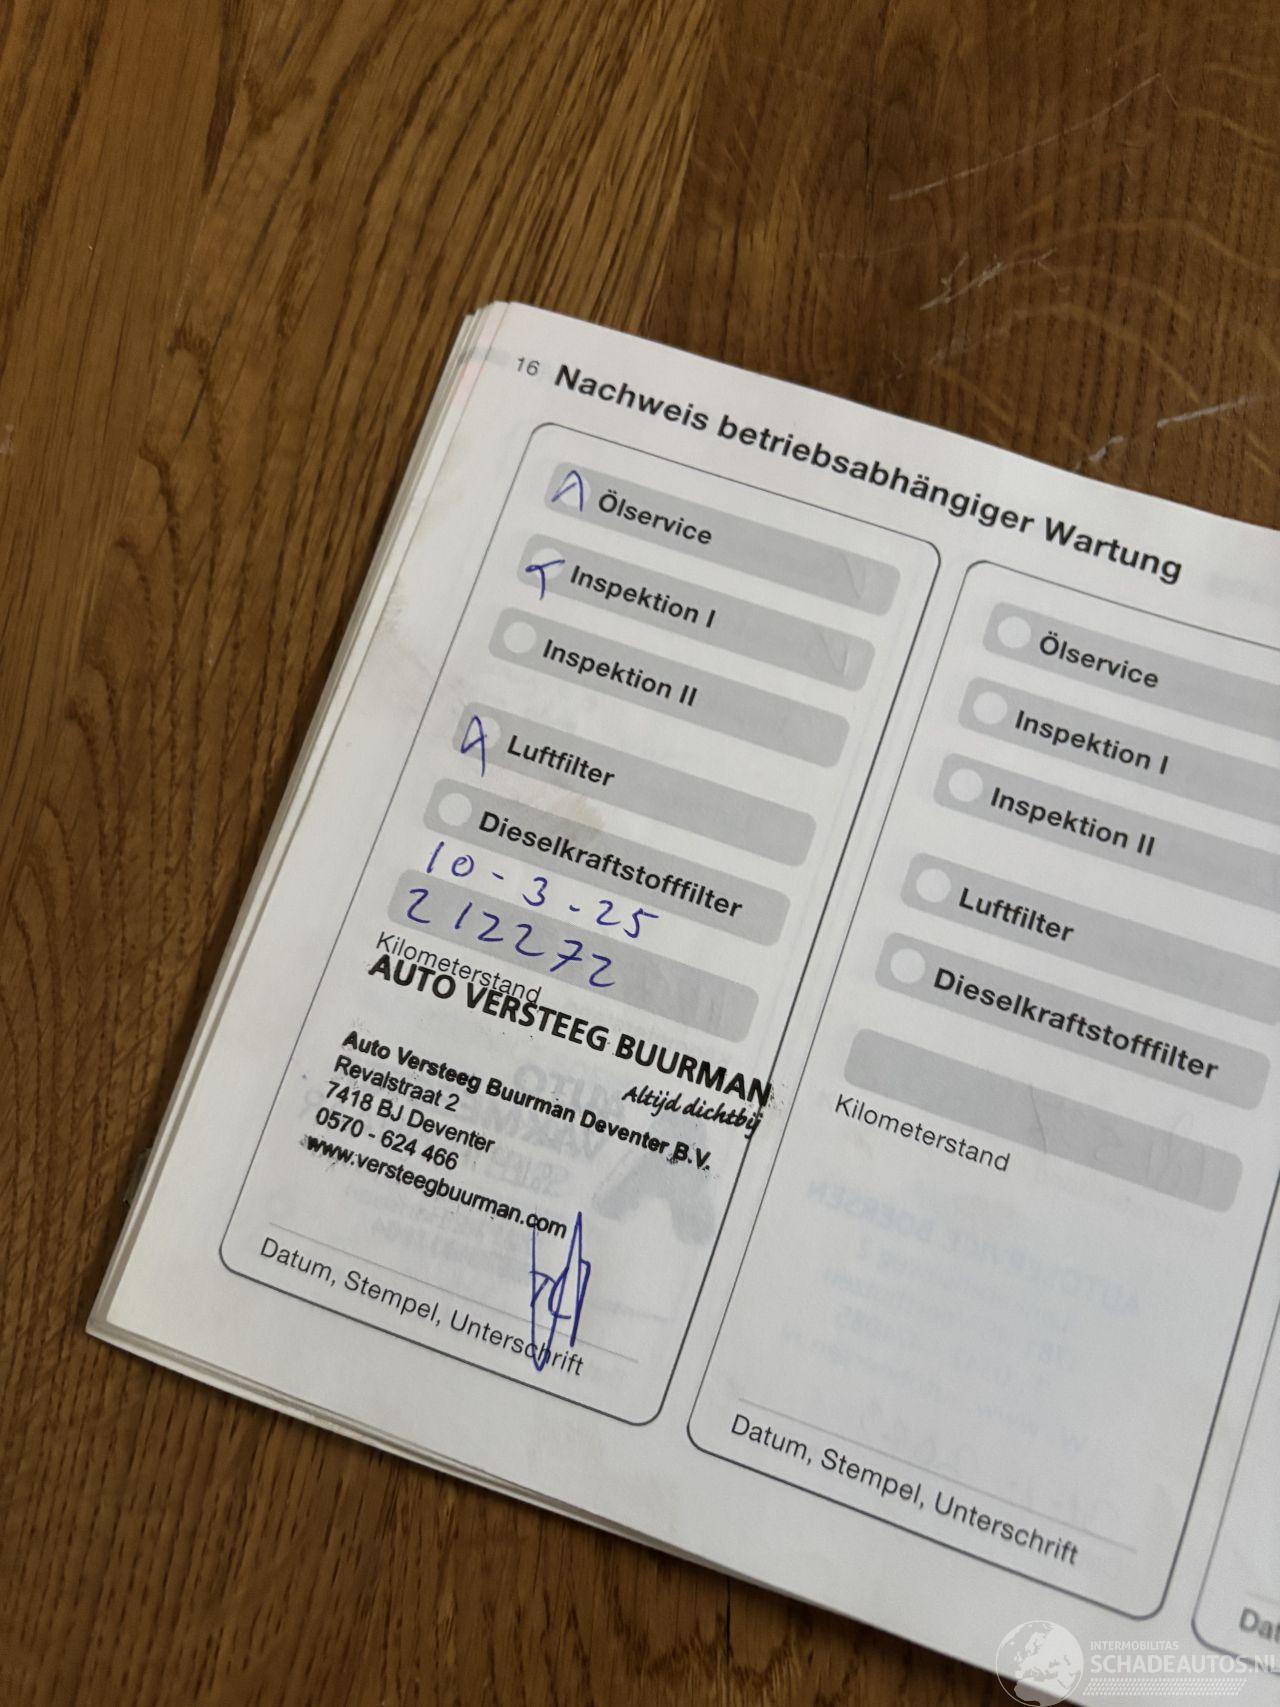 16 Nachweis betriebsabhängiger Wartung
Ölservice
Inspektion I
Inspektion II
Luftfilter
Dieselkraftstofffilter
10-3-25
212272
Kilometerstand
AUTO VERSTEEG BUURMAN
Altijd dichtbij
Auto Versteeg Buurman Deventer B.V.
Revalstraat 2
7418 BJ Deventer
0570 - 624 466
www.versteegbuurman.com
Datum, Stempel, Unterschrift
Ölservice
Inspektion I
Inspektion II
Luftfilter
Dieselkraftstofffilter
Kilometerstand
Datum, Stempel, Unterschrift
Dat
INTERMOBILITAS
SCHADEAUTOS.NL